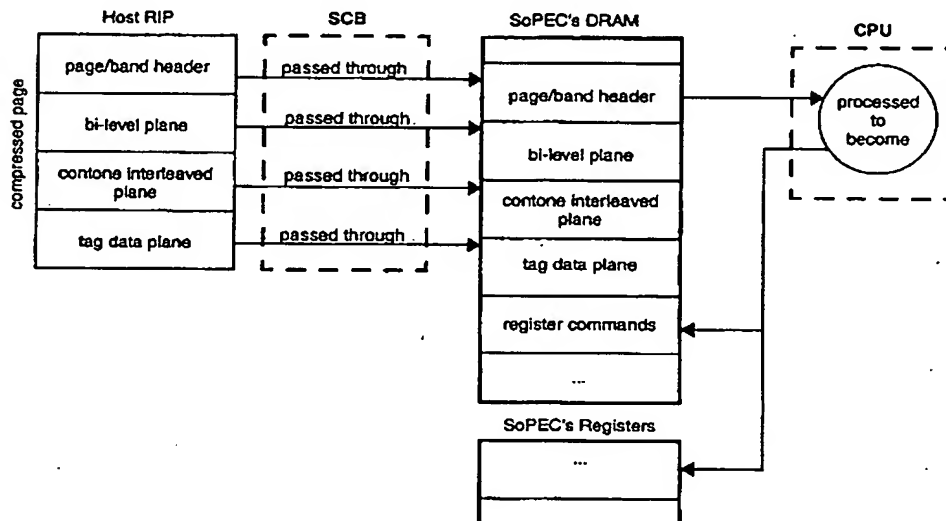 Host RIP
SCB
SoPEC's DRAM
CPU
compressed page
page/band header
bi-level plane
contone interleaved
plane
tag data plane
passed through
passed through
passed through
passed through
page/band header
bi-level plane
contone interleaved
plane
tag data plane
register commands
...
processed
to
become
SoPEC's Registers
...